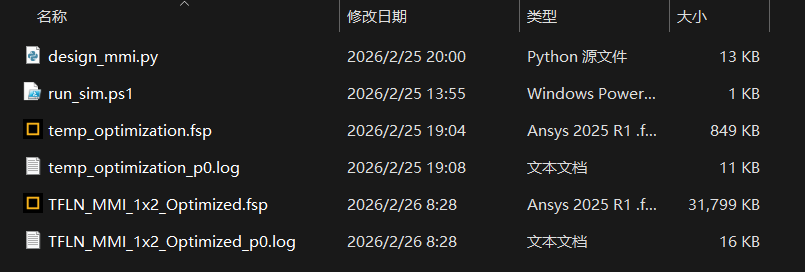 名称 修改日期 类型 大小
design_mmi.py 2026/2/25 20:00 Python 源文件 13 KB
run_sim.ps1 2026/2/25 13:55 Windows Power... 1 KB
temp_optimization.fsp 2026/2/25 19:04 Ansys 2025 R1 .f... 849 KB
temp_optimization_p0.log 2026/2/25 19:08 文本文档 11 KB
TFLN_MMI_1x2_Optimized.fsp 2026/2/26 8:28 Ansys 2025 R1 .f... 31,799 KB
TFLN_MMI_1x2_Optimized_p0.log 2026/2/26 8:28 文本文档 16 KB